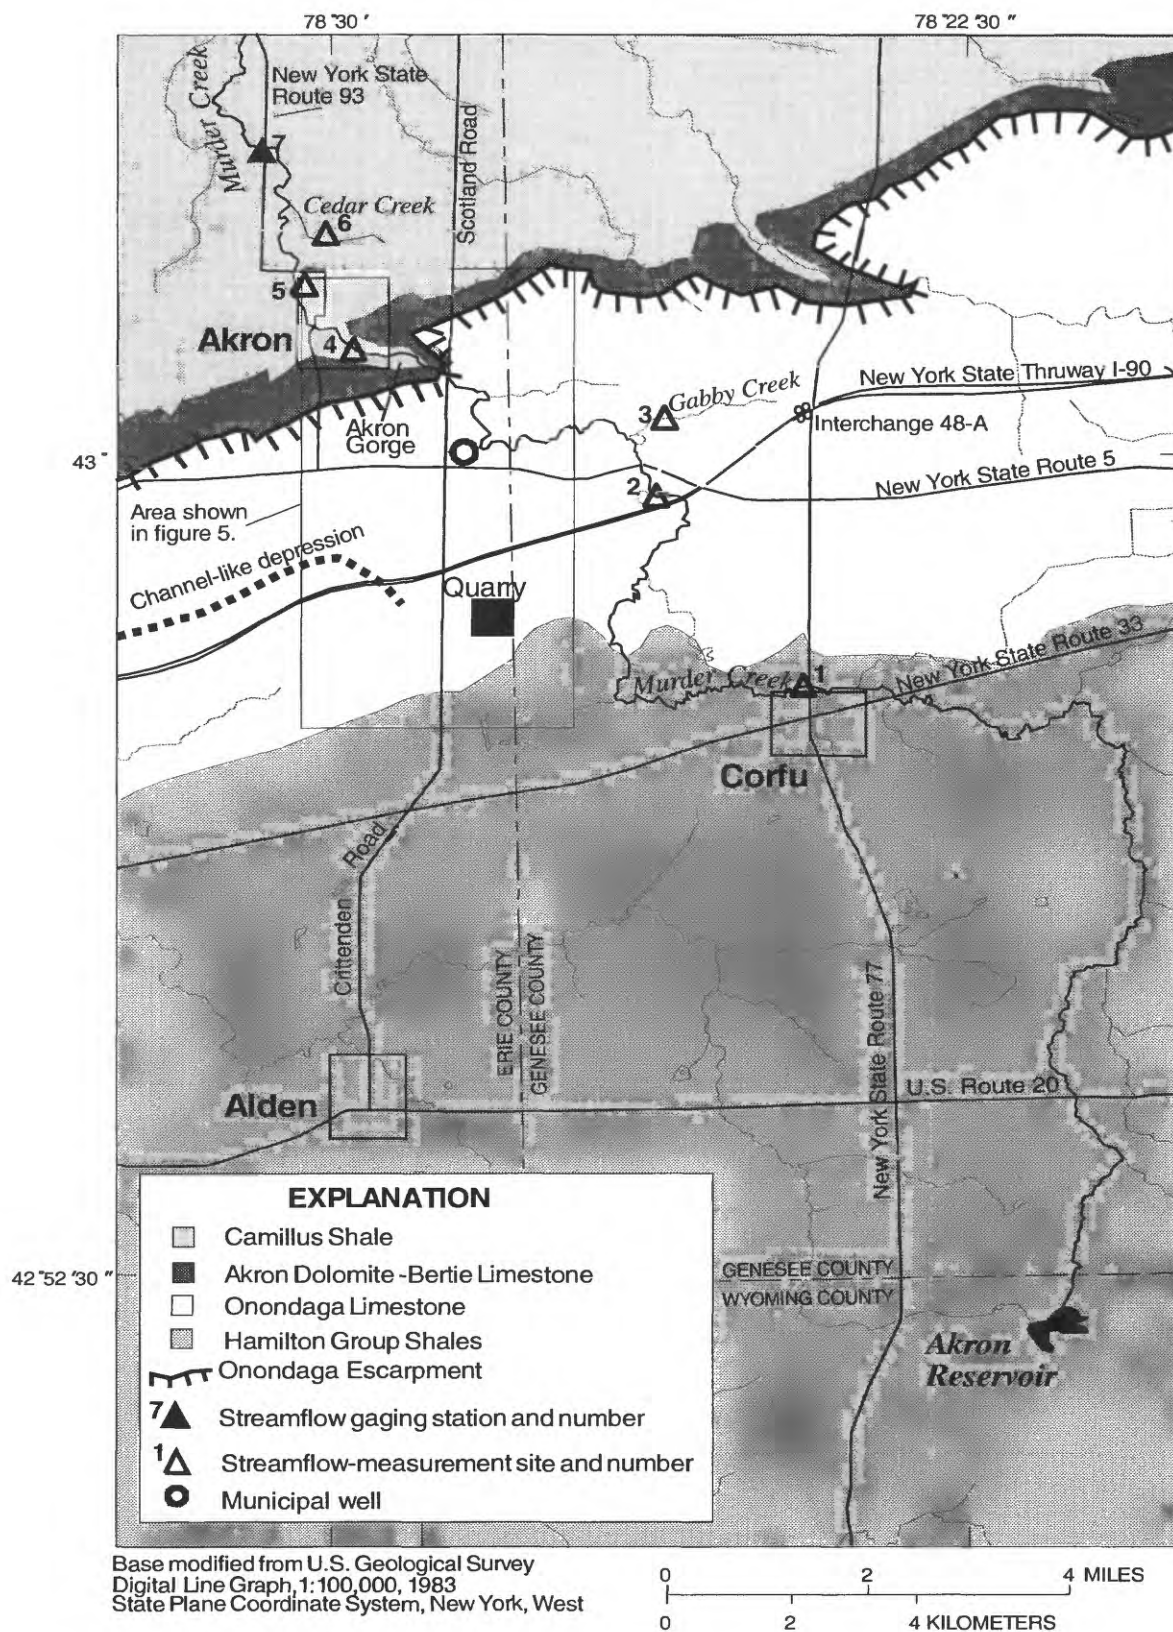 78°30'
78°22'30"
Murder Creek
New York State
Route 93
Scotland Road
7
Murder Creek
Cedar Creek
6
5
Akron
4
New York State Thruway I-90
Gabby Creek
3
Interchange 48-A
Akron
Gorge
43°
New York State Route 5
2
Area shown
in figure 5.
Channel-like depression
Quarry
New York State Route 33
Murder Creek
1
Corfu
Road
Crittenden
ERIE COUNTY
GENESEE COUNTY
New York State Route 77
U.S. Route 20
Alden
EXPLANATION
Camillus Shale
Akron Dolomite-Bertie Limestone
Onondaga Limestone
Hamilton Group Shales
Onondaga Escarpment
7 Streamflow gaging station and number
1 Streamflow-measurement site and number
Municipal well
42°52'30"
GENESEE COUNTY
WYOMING COUNTY
Akron
Reservoir
Base modified from U.S. Geological Survey
Digital Line Graph, 1:100,000, 1983
State Plane Coordinate System, New York, West
0 2 4 MILES
0 2 4 KILOMETERS